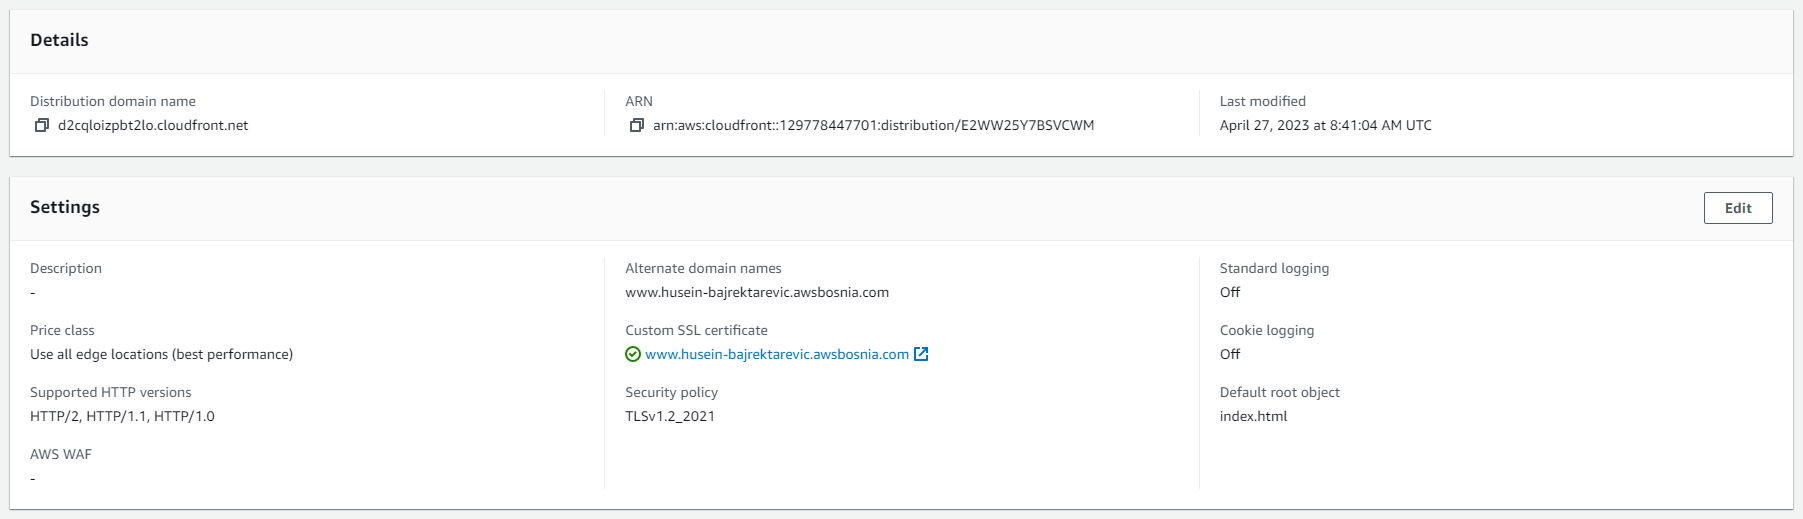 Details
Distribution domain name
d2cqloizpbt2lo.cloudfront.net
ARN
arn:aws:cloudfront::129778447701:distribution/E2WW25Y7BSVCWM
Last modified
April 27, 2023 at 8:41:04 AM UTC
Settings
Edit
Description
-
Price class
Use all edge locations (best performance)
Supported HTTP versions
HTTP/2, HTTP/1.1, HTTP/1.0
AWS WAF
-
Alternate domain names
www.husein-bajrektarevic.awsbosnia.com
Custom SSL certificate
www.husein-bajrektarevic.awsbosnia.com
Security policy
TLSv1.2_2021
Standard logging
Off
Cookie logging
Off
Default root object
index.html